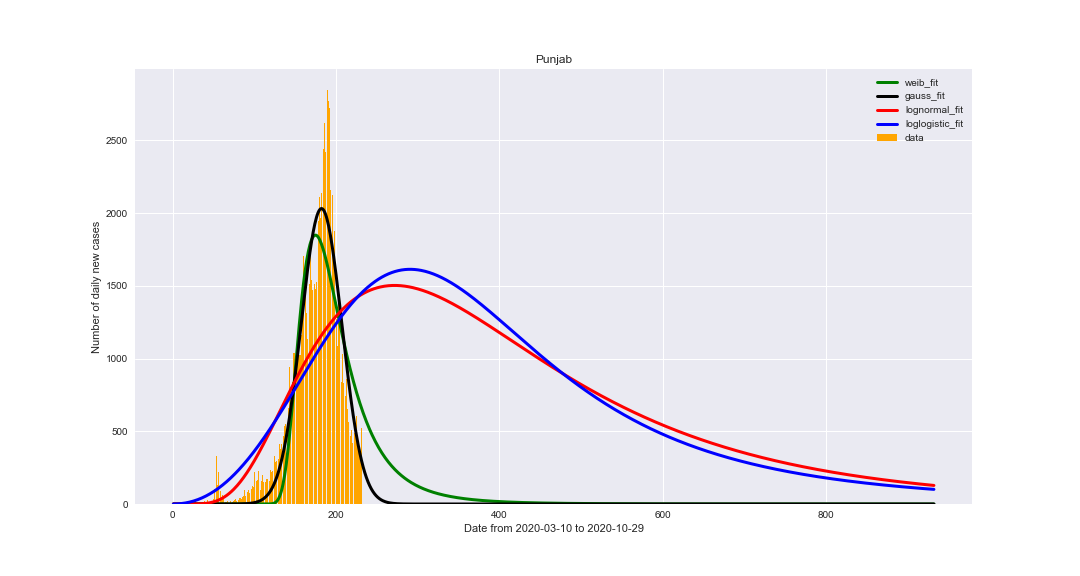 Punjab
weib_fit
gauss_fit
lognormal_fit
loglogistic_fit
data
Number of daily new cases
2500
2000
1500
1000
500
0
0 200 400 600 800
Date from 2020-03-10 to 2020-10-29